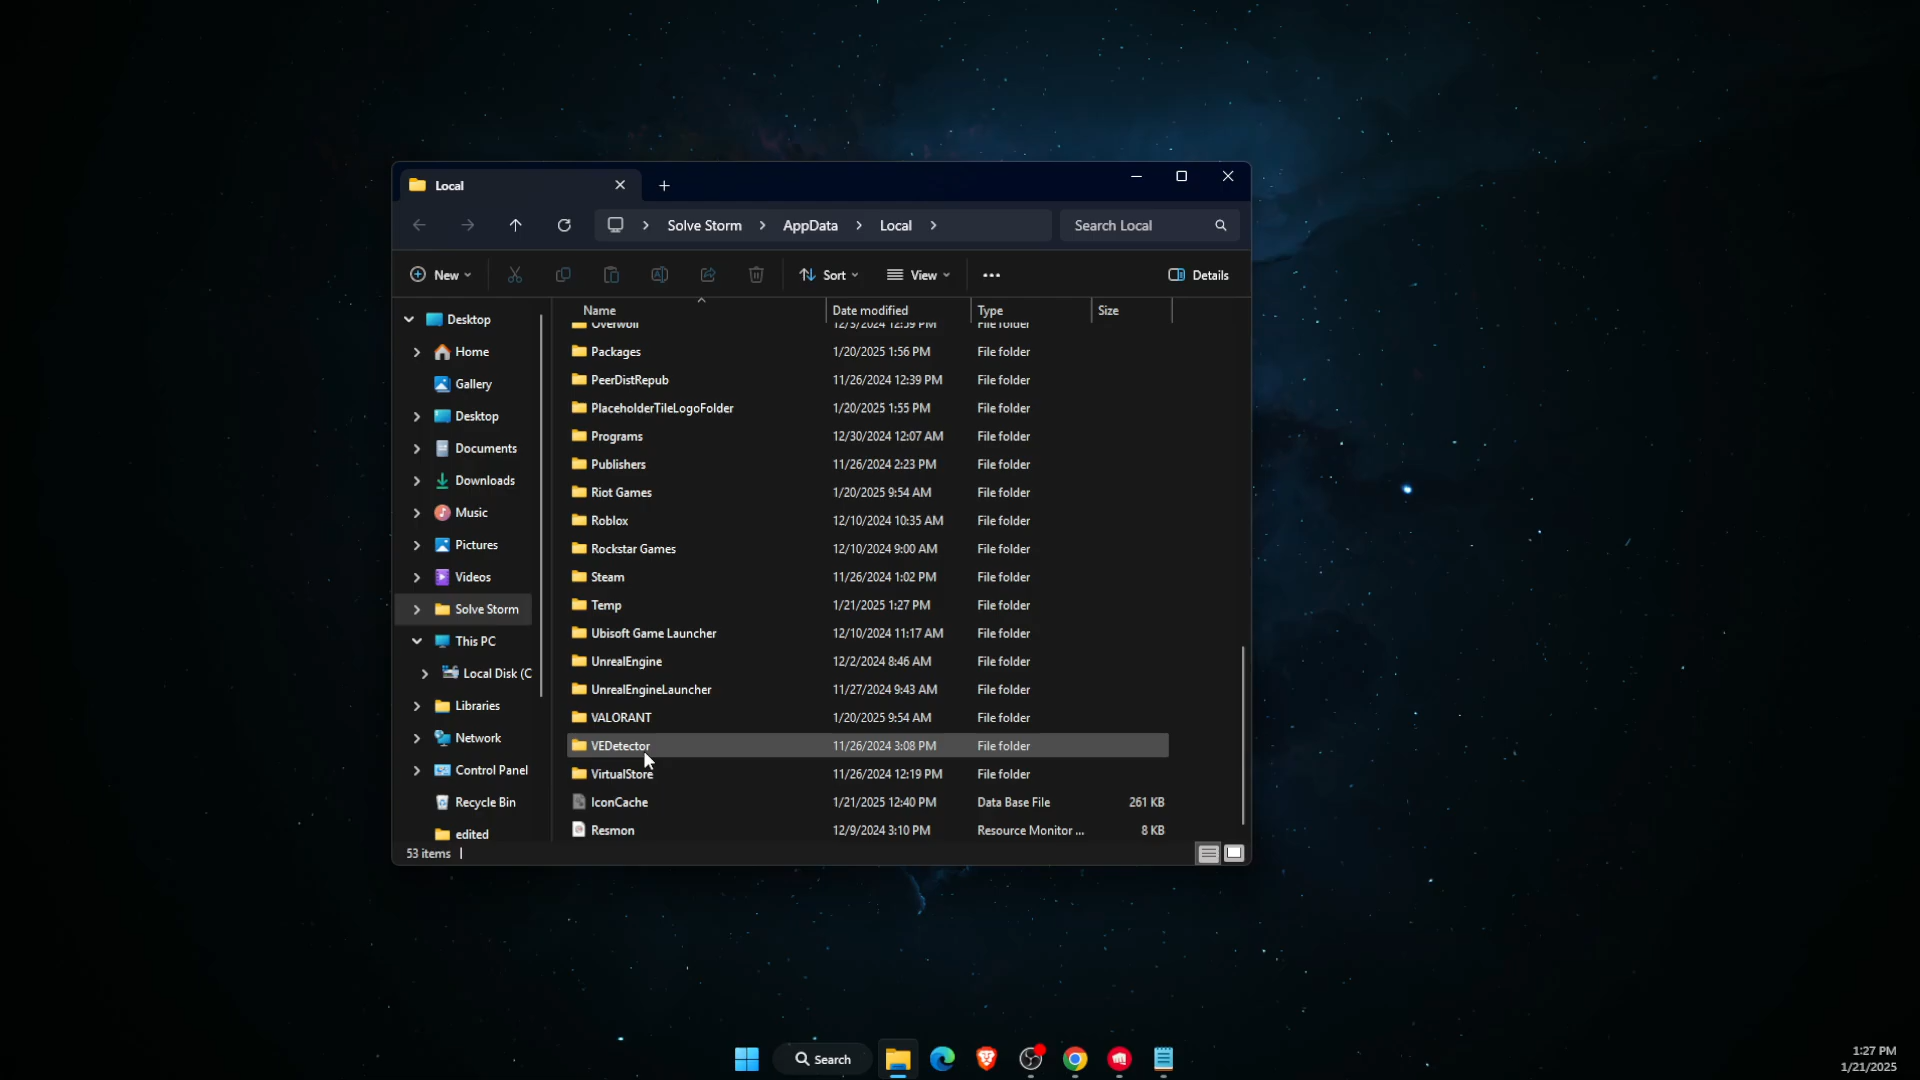 Local
Solve Storm
AppData
Local
Search Local
New
Sort
View
Details
Name
Date modified
Type
Size
Desktop
Home
Gallery
Desktop
Documents
Downloads
Music
Pictures
Videos
Solve Storm
This PC
Local Disk (C
Libraries
Network
Control Panel
Recycle Bin
edited
Overwolf 12/3/2024 12:59 PM File folder
Packages 1/20/2025 1:56 PM File folder
PeerDistRepub 11/26/2024 12:39 PM File folder
PlaceholderTileLogoFolder 1/20/2025 1:55 PM File folder
Programs 12/30/2024 12:07 AM File folder
Publishers 11/26/2024 2:23 PM File folder
Riot Games 1/20/2025 9:54 AM File folder
Roblox 12/10/2024 10:35 AM File folder
Rockstar Games 12/10/2024 9:00 AM File folder
Steam 11/26/2024 1:02 PM File folder
Temp 1/21/2025 1:27 PM File folder
Ubisoft Game Launcher 12/10/2024 11:17 AM File folder
UnrealEngine 12/2/2024 8:46 AM File folder
UnrealEngineLauncher 11/27/2024 9:43 AM File folder
VALORANT 1/20/2025 9:54 AM File folder
VEDetector 11/26/2024 3:08 PM File folder
VirtualStore 11/26/2024 12:19 PM File folder
IconCache 1/21/2025 12:40 PM Data Base File 261 KB
Resmon 12/9/2024 3:10 PM Resource Monitor ... 8 KB
53 items
Search
1:27 PM
1/21/2025